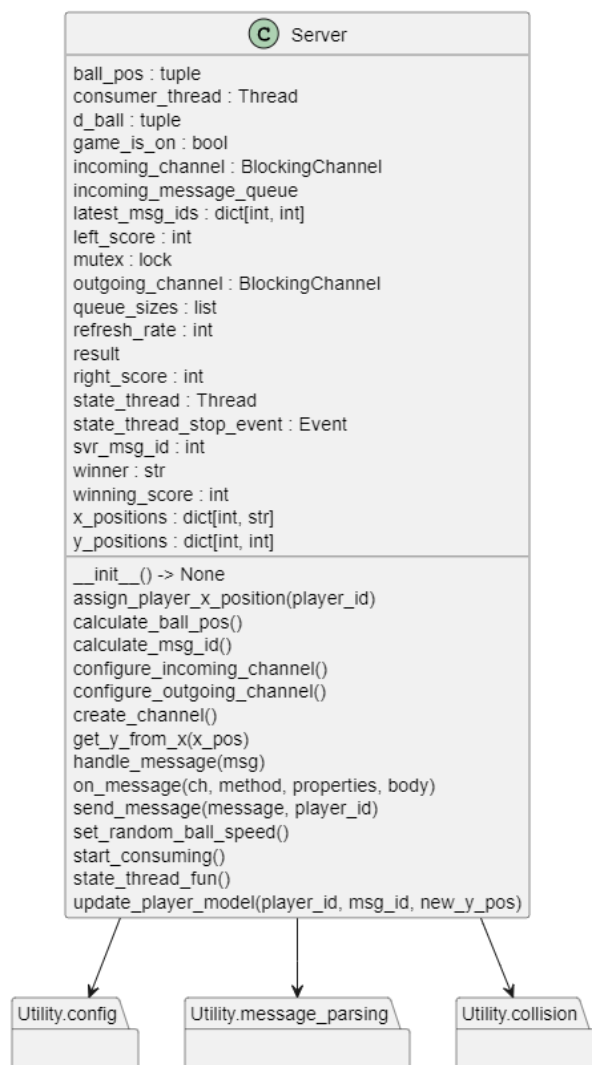 C Server
ball_pos : tuple
consumer_thread : Thread
d_ball : tuple
game_is_on : bool
incoming_channel : BlockingChannel
incoming_message_queue
latest_msg_ids : dict[int, int]
left_score : int
mutex : lock
outgoing_channel : BlockingChannel
queue_sizes : list
refresh_rate : int
result
right_score : int
state_thread : Thread
state_thread_stop_event : Event
svr_msg_id : int
winner : str
winning_score : int
x_positions : dict[int, str]
y_positions : dict[int, int]
__init__() -> None
assign_player_x_position(player_id)
calculate_ball_pos()
calculate_msg_id()
configure_incoming_channel()
configure_outgoing_channel()
create_channel()
get_y_from_x(x_pos)
handle_message(msg)
on_message(ch, method, properties, body)
send_message(message, player_id)
set_random_ball_speed()
start_consuming()
state_thread_fun()
update_player_model(player_id, msg_id, new_y_pos)
Utility.config
Utility.message_parsing
Utility.collision